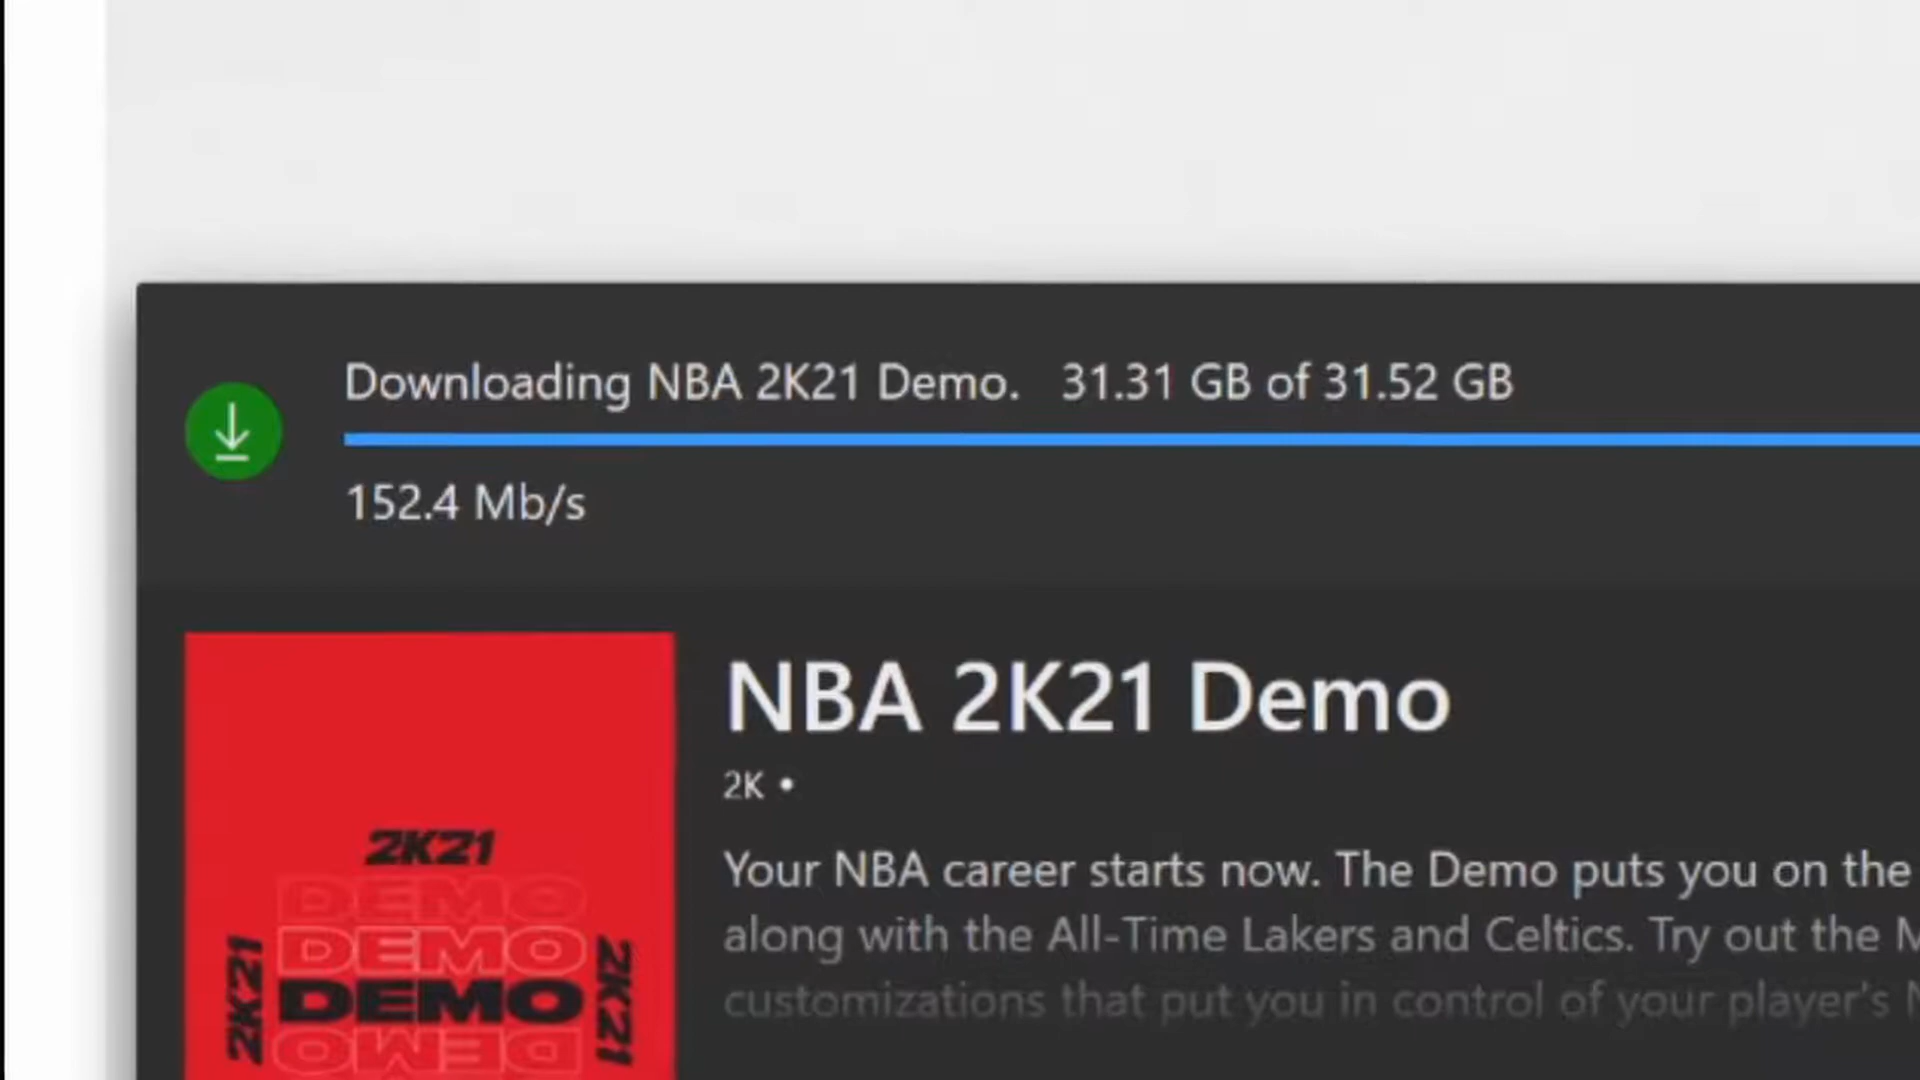 Downloading NBA 2K21 Demo.   31.31 GB of 31.52 GB
152.4 Mb/s
NBA 2K21 Demo
2K •
Your NBA career starts now. The Demo puts you on the
along with the All-Time Lakers and Celtics. Try out the M
customizations that put you in control of your player's N
2K21
DEMO
DEMO
2K21 DEMO 2K21
DEMO